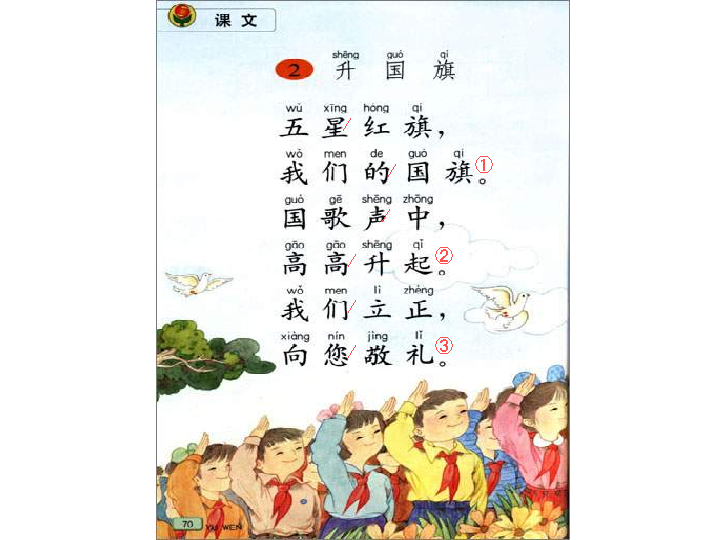 课文
shēng guó qí
2 升国旗
wǔ xīng hóng qí
五星红旗，
wǒ men de guó qí
我们的国旗。①
guó gē shēng zhōng
国歌声中，
gāo gāo shēng qǐ
高高升起。②
wǒ men lì zhèng
我们立正，
xiàng nín jìng lǐ
向您敬礼。③
70 YU WEN